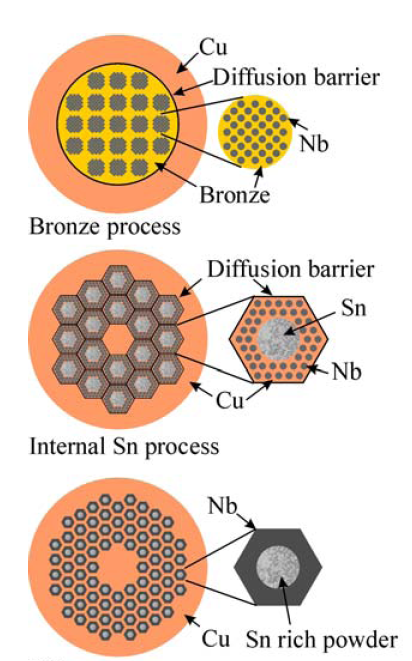 Cu
Diffusion barrier
Nb
Bronze
Bronze process
Diffusion barrier
Sn
Nb
Cu
Internal Sn process
Nb
Cu
Sn rich powder